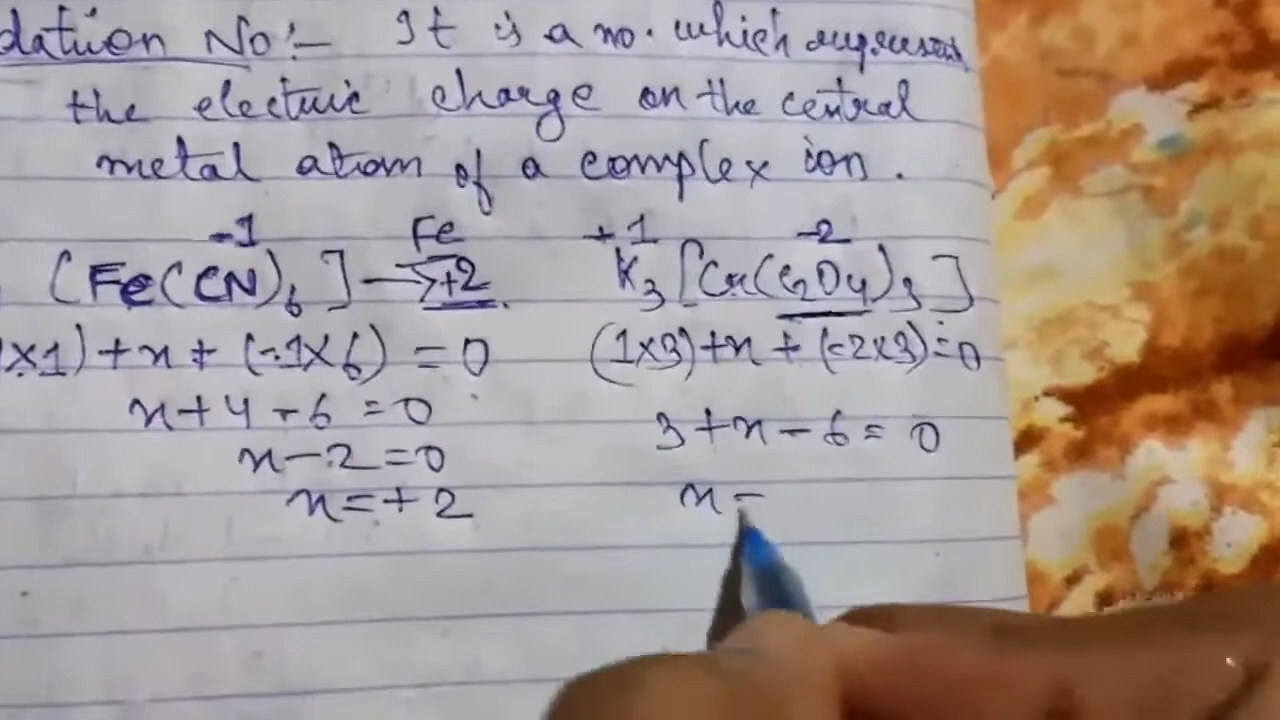 dation No:- It is a no. which represents
the electric charge on the central
metal atom of a complex ion.
[Fe(CN)6] → +2 K3[Cr(C2O4)3]
-1 Fe +1 -2
x1) + x + (-1x6) = 0 (1x3)+x + (-2x3)=0
x+4-6=0 3+x-6=0
x-2=0
x=+2 x=